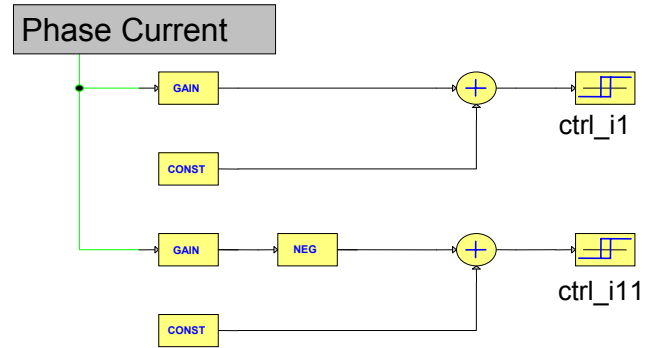 Phase Current
GAIN
ctrl_i1
CONST
GAIN
NEG
ctrl_i11
CONST